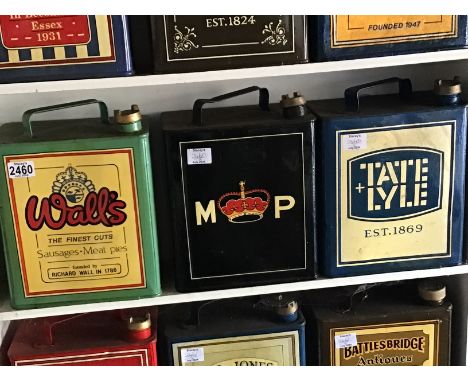 Essex
1931
EST.1824
FOUNDED 1947
2460
Wall's
THE FINEST CUTS
Sausages • Meat pies
founded by
RICHARD WALL IN 1780
M P
TATE
+ LYLE
EST.1869
JONES
BATTLESBRIDGE
Antiques